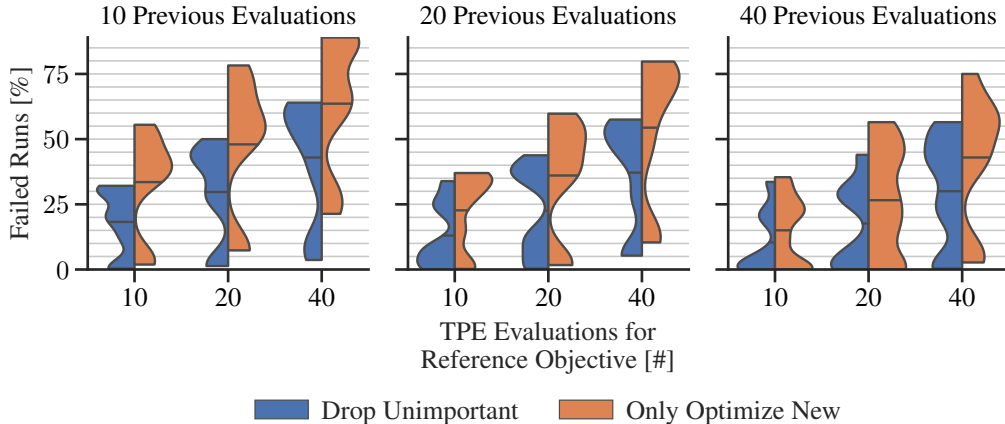 10 Previous Evaluations
20 Previous Evaluations
40 Previous Evaluations
Failed Runs [%]
75
50
25
0
10 20 40
10 20 40
10 20 40
TPE Evaluations for
Reference Objective [#]
Drop Unimportant
Only Optimize New